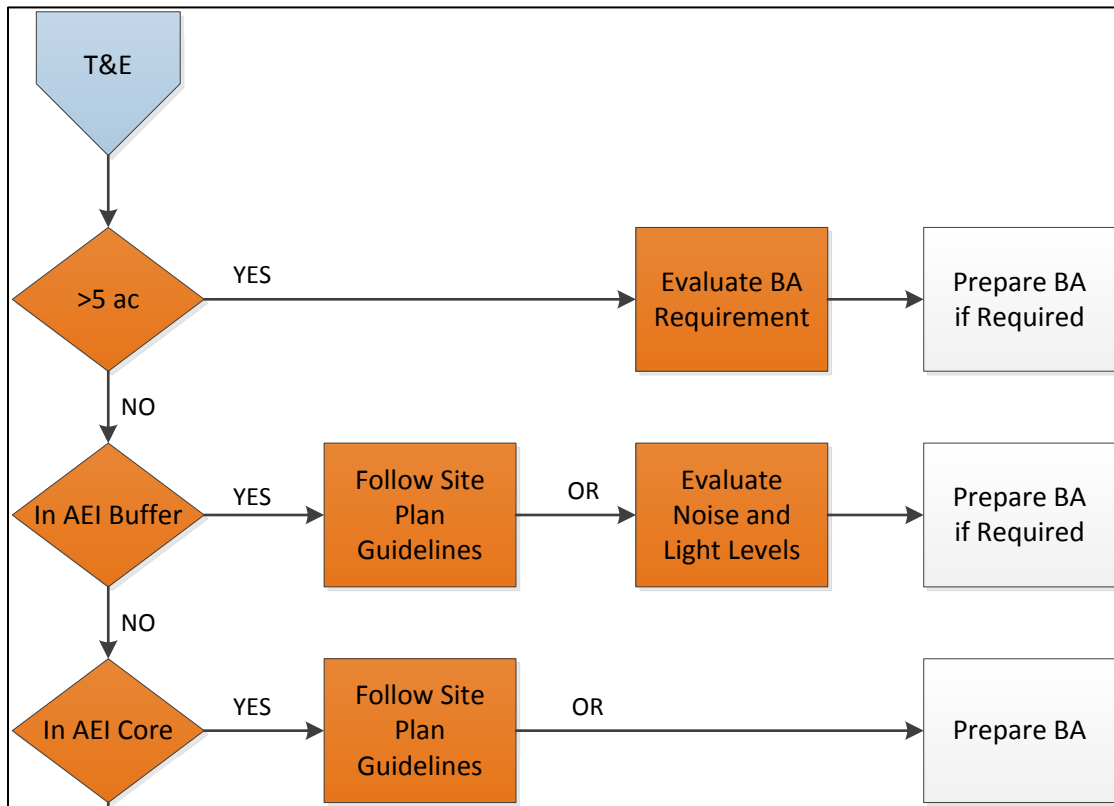 T&E
>5 ac
YES
Evaluate BA
Requirement
Prepare BA
if Required
NO
In AEI Buffer
YES
Follow Site
Plan
Guidelines
OR
Evaluate
Noise and
Light Levels
Prepare BA
if Required
NO
In AEI Core
YES
Follow Site
Plan
Guidelines
OR
Prepare BA